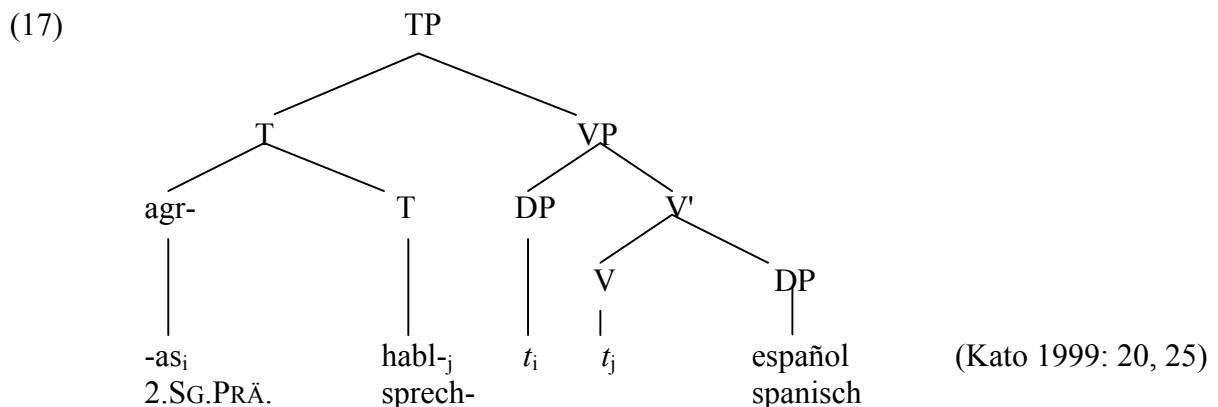 (17) TP
T VP
agr- T DP V'
V DP
-asᵢ habl-ⱼ tᵢ tⱼ español (Kato 1999: 20, 25)
2.SG.PRÄ. sprech- spanisch